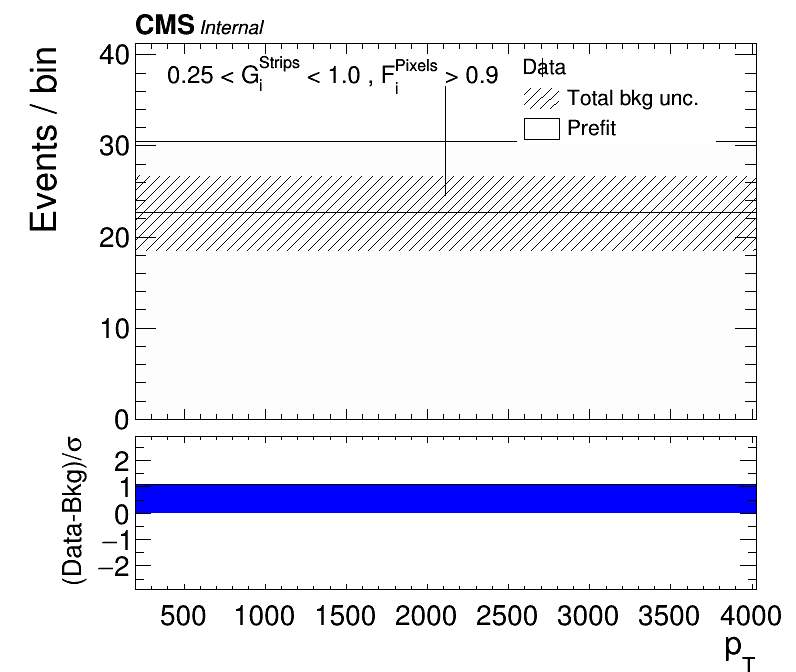 CMS Internal
0.25 < G_i^Strips < 1.0 , F_i^Pixels > 0.9
Data
Total bkg unc.
Prefit
Events / bin
40
30
20
10
0
(Data-Bkg)/σ
2
1
0
−1
−2
500 1000 1500 2000 2500 3000 3500 4000
p_T